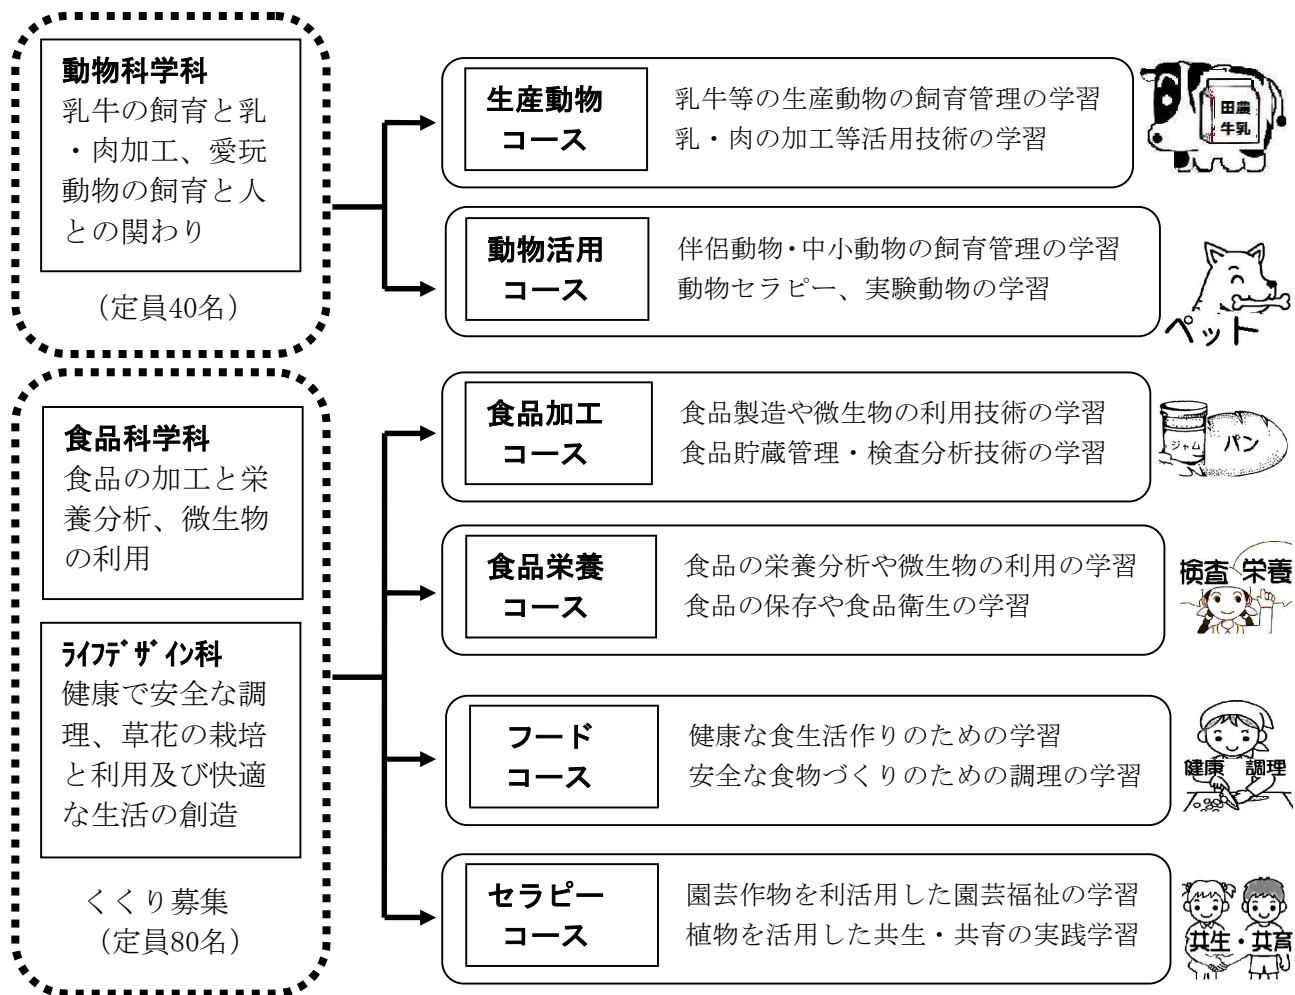 動物科学科
乳牛の飼育と乳
・肉加工、愛玩
動物の飼育と人
との関わり
（定員40名）
生産動物
コース
乳牛等の生産動物の飼育管理の学習
乳・肉の加工等活用技術の学習
田農
牛乳
動物活用
コース
伴侶動物・中小動物の飼育管理の学習
動物セラピー、実験動物の学習
ペット
食品科学科
食品の加工と栄
養分析、微生物
の利用
ﾗｲﾌﾃﾞｻﾞｲﾝ科
健康で安全な調
理、草花の栽培
と利用及び快適
な生活の創造
くくり募集
（定員80名）
食品加工
コース
食品製造や微生物の利用技術の学習
食品貯蔵管理・検査分析技術の学習
ジャム
パン
食品栄養
コース
食品の栄養分析や微生物の利用の学習
食品の保存や食品衛生の学習
検査 栄養
フード
コース
健康な食生活作りのための学習
安全な食物づくりのための調理の学習
健康 調理
セラピー
コース
園芸作物を利活用した園芸福祉の学習
植物を活用した共生・共育の実践学習
共生・共育